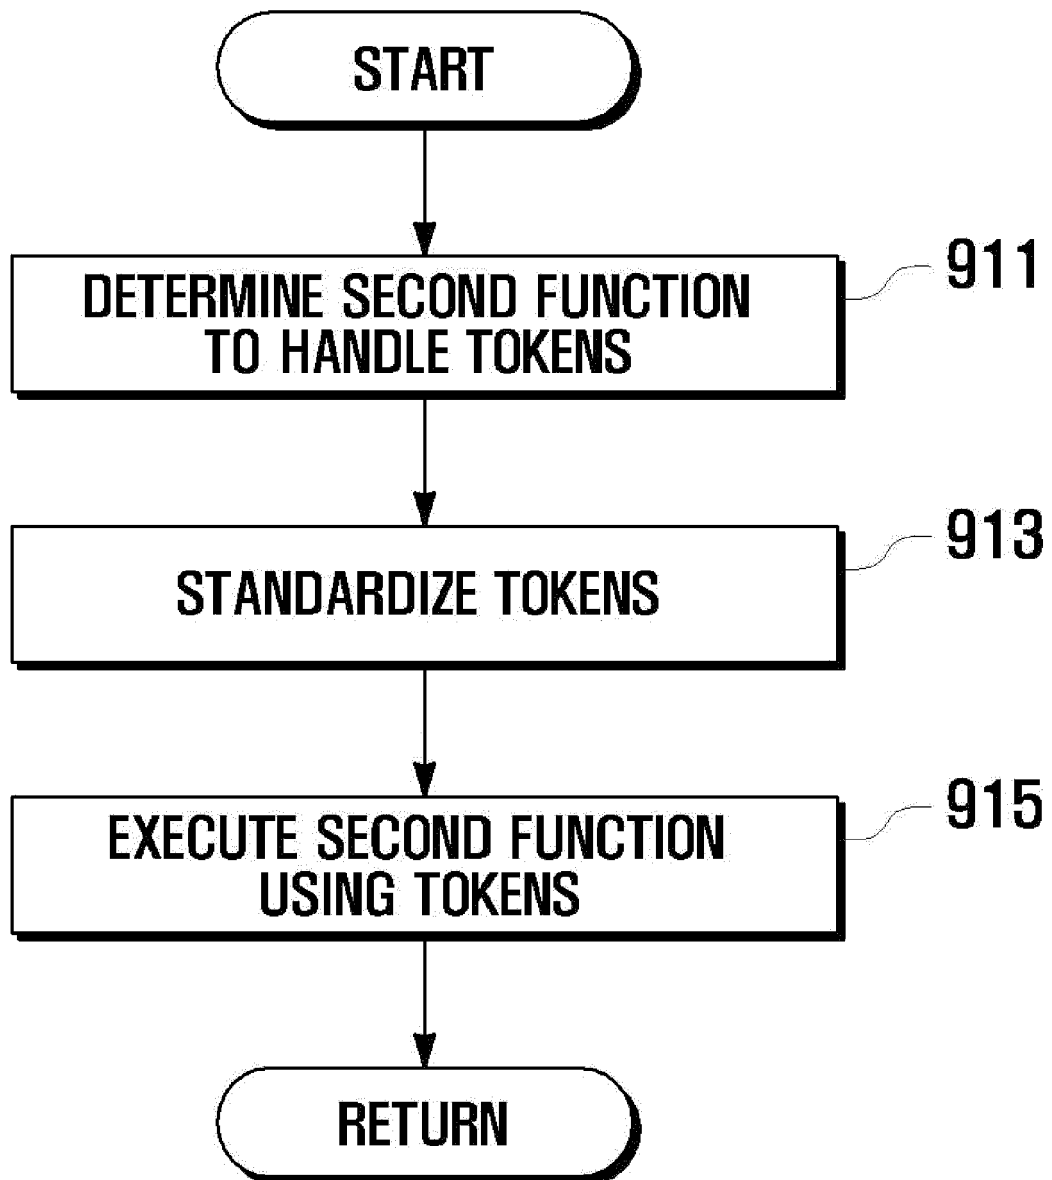 START
911
DETERMINE SECOND FUNCTION
TO HANDLE TOKENS
913
STANDARDIZE TOKENS
915
EXECUTE SECOND FUNCTION
USING TOKENS
RETURN